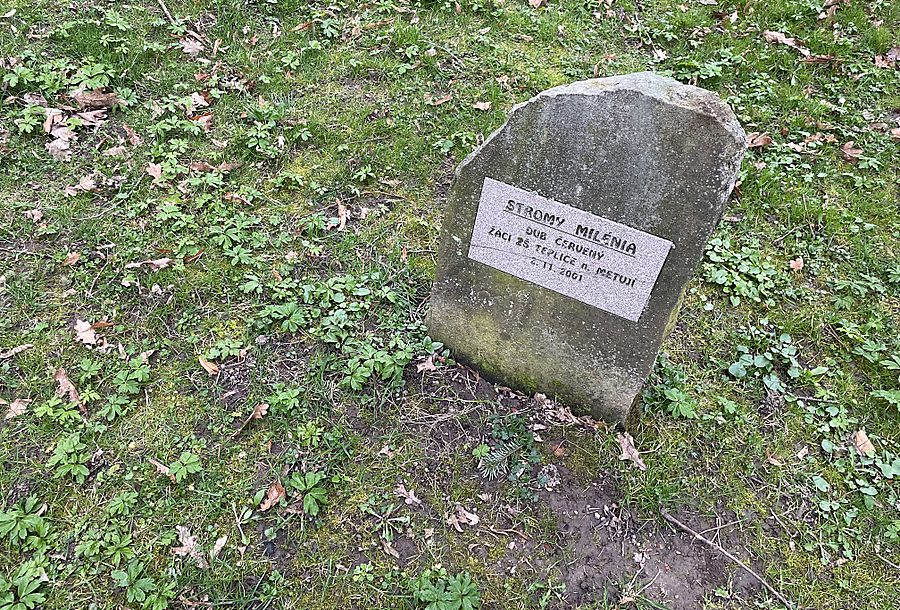 STROMY MILÉNIA
DUB ČERVENÝ
ŽÁCI ZŠ TEPLICE n. METUJÍ
2.11.2001